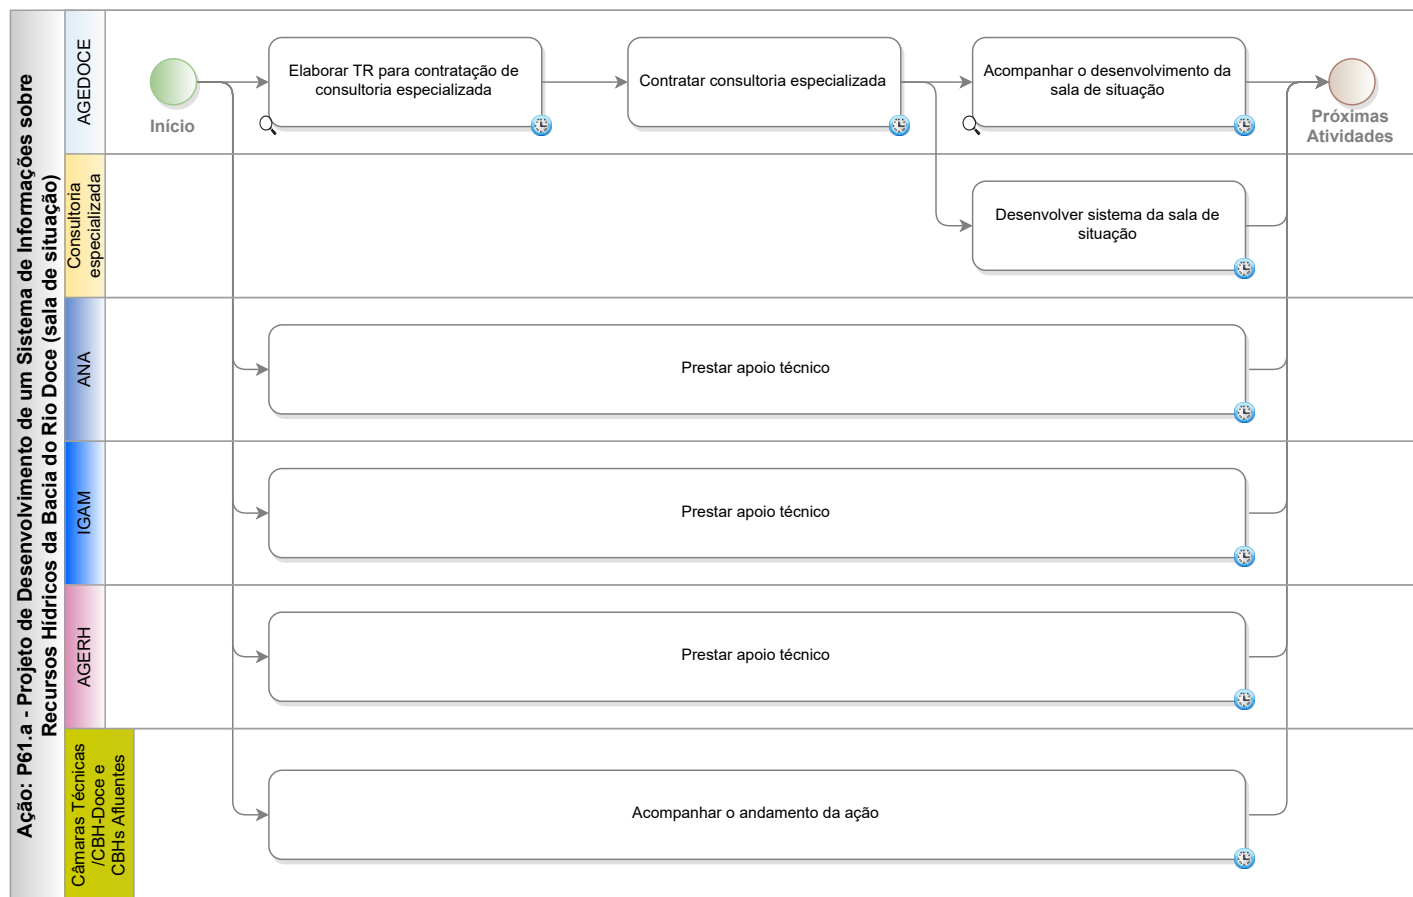 Ação: P61.a - Projeto de Desenvolvimento de um Sistema de Informações sobre
Recursos Hídricos da Bacia do Rio Doce (sala de situação)
AGEDOCE
Início
Elaborar TR para contratação de
consultoria especializada
Contratar consultoria especializada
Acompanhar o desenvolvimento da
sala de situação
Próximas
Atividades
Consultoria
especializada
Desenvolver sistema da sala de
situação
ANA
Prestar apoio técnico
IGAM
Prestar apoio técnico
AGERH
Prestar apoio técnico
Câmaras Técnicas
/CBH-Doce e
CBHs Afluentes
Acompanhar o andamento da ação